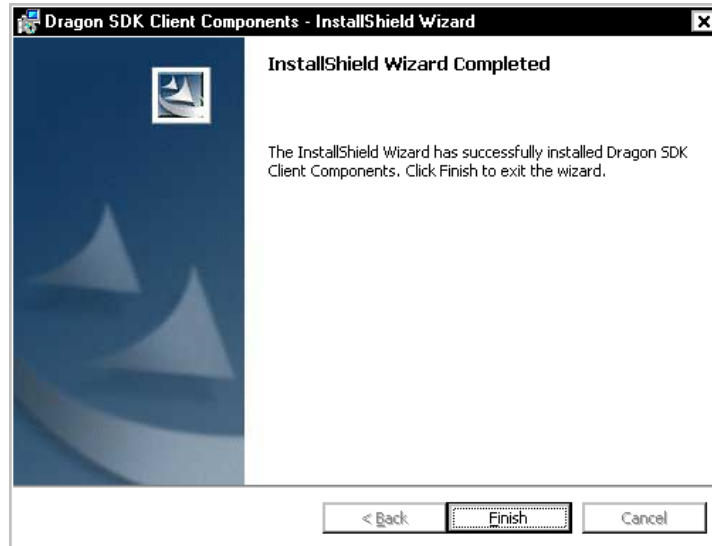 Dragon SDK Client Components - InstallShield Wizard
InstallShield Wizard Completed
The InstallShield Wizard has successfully installed Dragon SDK
Client Components. Click Finish to exit the wizard.
< Back Finish Cancel